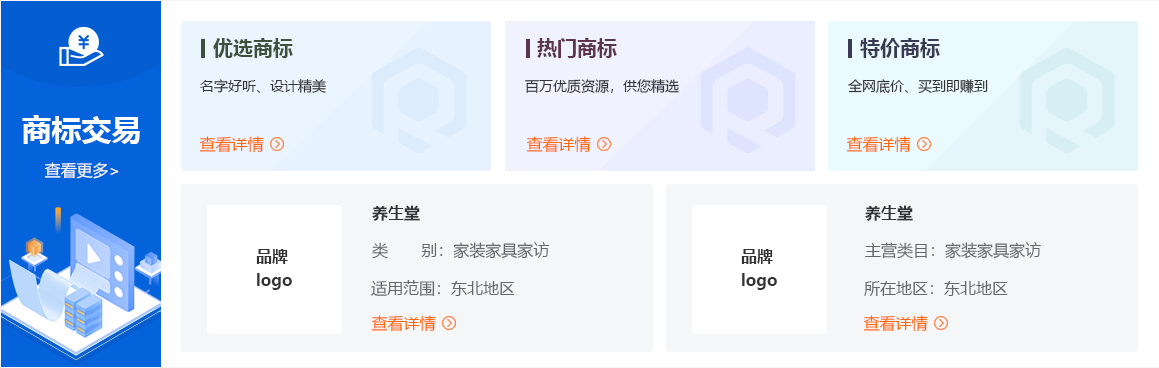 ¥
商标交易
查看更多>
优选商标
名字好听、设计精美
查看详情
热门商标
百万优质资源，供您精选
查看详情
特价商标
全网底价、买到即赚到
查看详情
品牌
logo
养生堂
类 别：家装家具家访
适用范围：东北地区
查看详情
品牌
logo
养生堂
主营类目：家装家具家访
所在地区：东北地区
查看详情